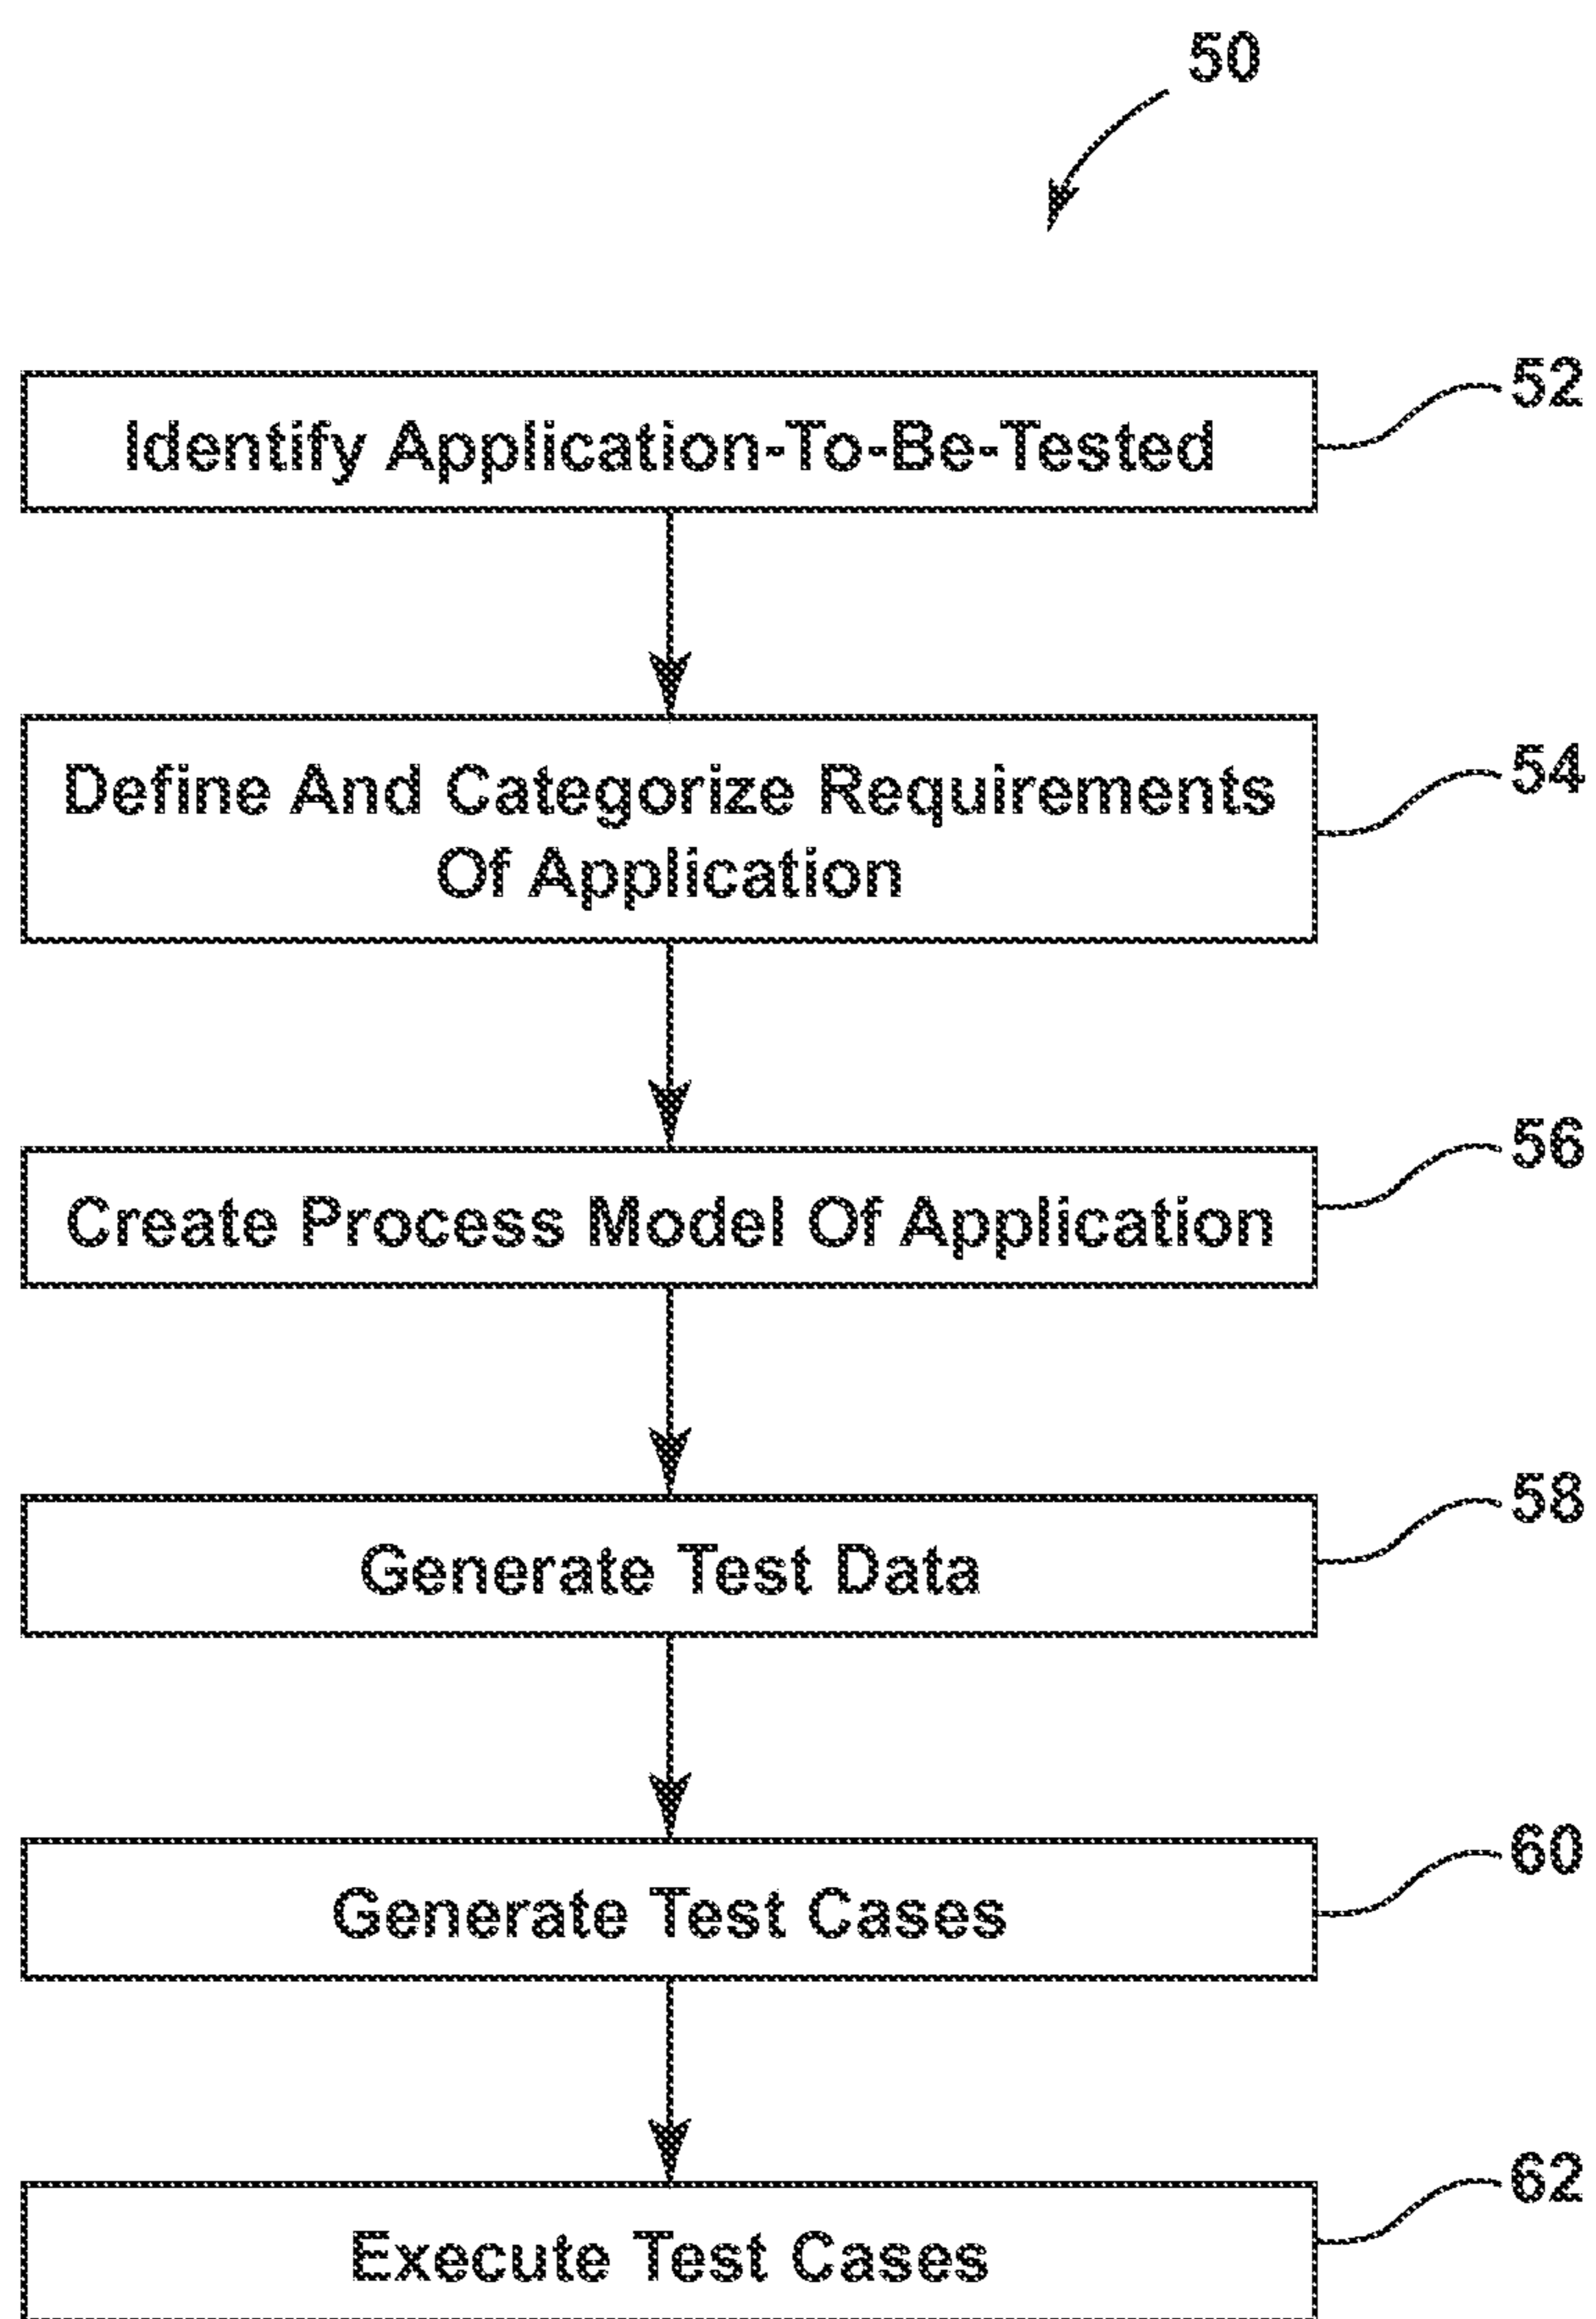 50
Identify Application-To-Be-Tested
52
Define And Categorize Requirements
Of Application
54
Create Process Model Of Application
56
Generate Test Data
58
Generate Test Cases
60
Execute Test Cases
62